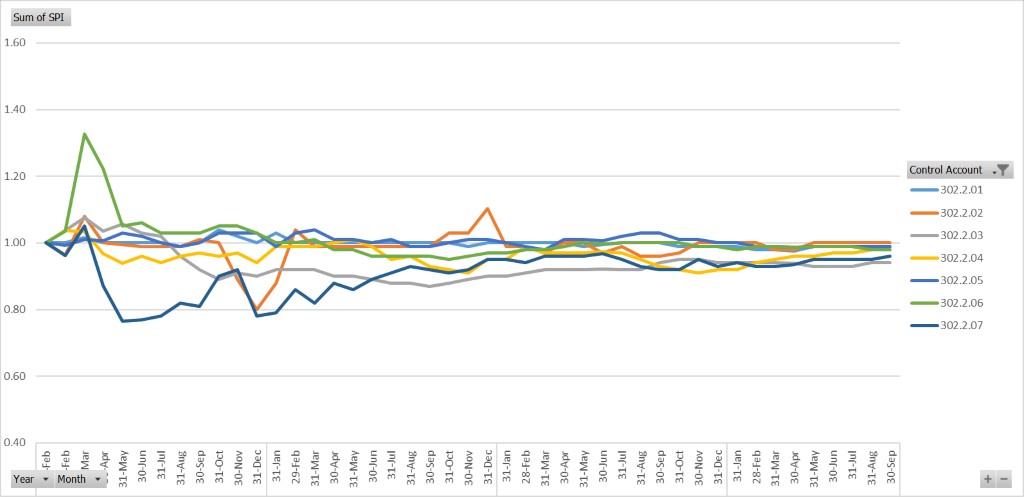 Sum of SPI
1.60
1.40
1.20
1.00
0.80
0.60
0.40
-Feb
-Feb
Mar
-Apr
31-May
30-Jun
31-Jul
31-Aug
30-Sep
31-Oct
30-Nov
31-Dec
31-Jan
29-Feb
31-Mar
30-Apr
31-May
30-Jun
31-Jul
31-Aug
30-Sep
31-Oct
30-Nov
31-Dec
31-Jan
28-Feb
31-Mar
30-Apr
31-May
30-Jun
31-Jul
31-Aug
30-Sep
31-Oct
30-Nov
31-Dec
31-Jan
28-Feb
31-Mar
30-Apr
31-May
30-Jun
31-Jul
31-Aug
30-Sep
Year
Month
Control Account
302.2.01
302.2.02
302.2.03
302.2.04
302.2.05
302.2.06
302.2.07
+ −